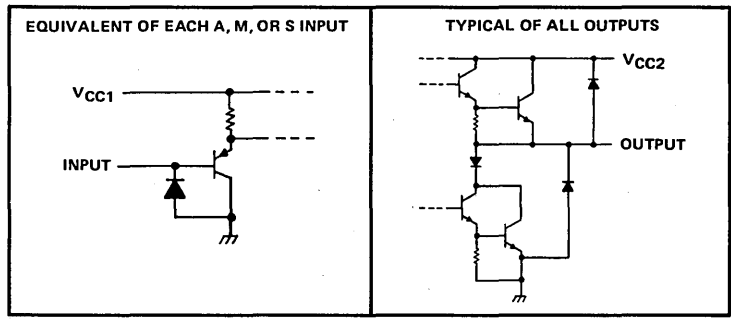 EQUIVALENT OF EACH A, M, OR S INPUT
VCC1
INPUT
TYPICAL OF ALL OUTPUTS
VCC2
OUTPUT